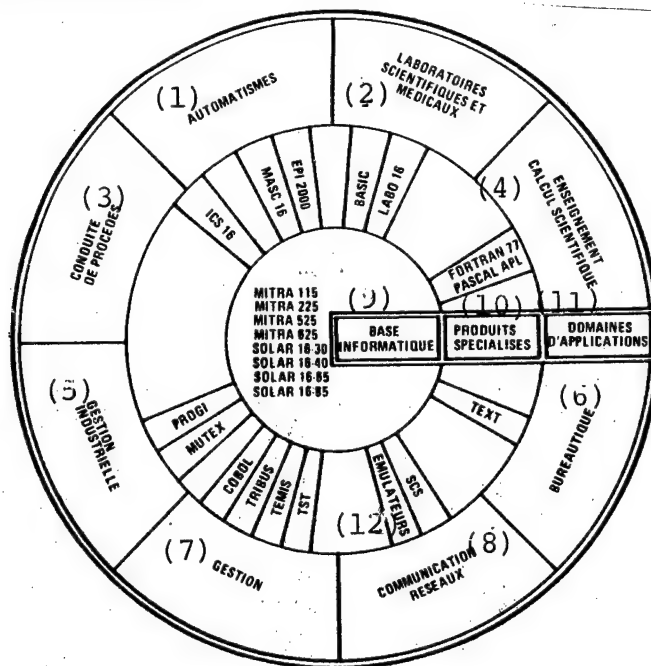 (1)
AUTOMATISMES
(2)
LABORATOIRES
SCIENTIFIQUES ET
MEDICAUX
(3)
CONDUITE
DE PROCEDES
(4)
ENSEIGNEMENT
CALCUL SCIENTIFIQUE
ICS 16
MASC 16
EPI 2000
BASIC
LABO 16
FORTRAN 77
PASCAL APL
MITRA 115
MITRA 225
MITRA 525
MITRA 625
SOLAR 16-30
SOLAR 16-40
SOLAR 16-65
SOLAR 16-85
(9)
BASE
INFORMATIQUE
(10)
PRODUITS
SPECIALISES
(11)
DOMAINES
D'APPLICATIONS
(5)
GESTION
INDUSTRIELLE
PROGI
MUTEX
COBOL
TRIBUS
TEMIS
TST
(12)
EMULATEURS
SCS
TEXT
(6)
BUREAUTIQUE
(7)
GESTION
(8)
COMMUNICATION
RESEAUX